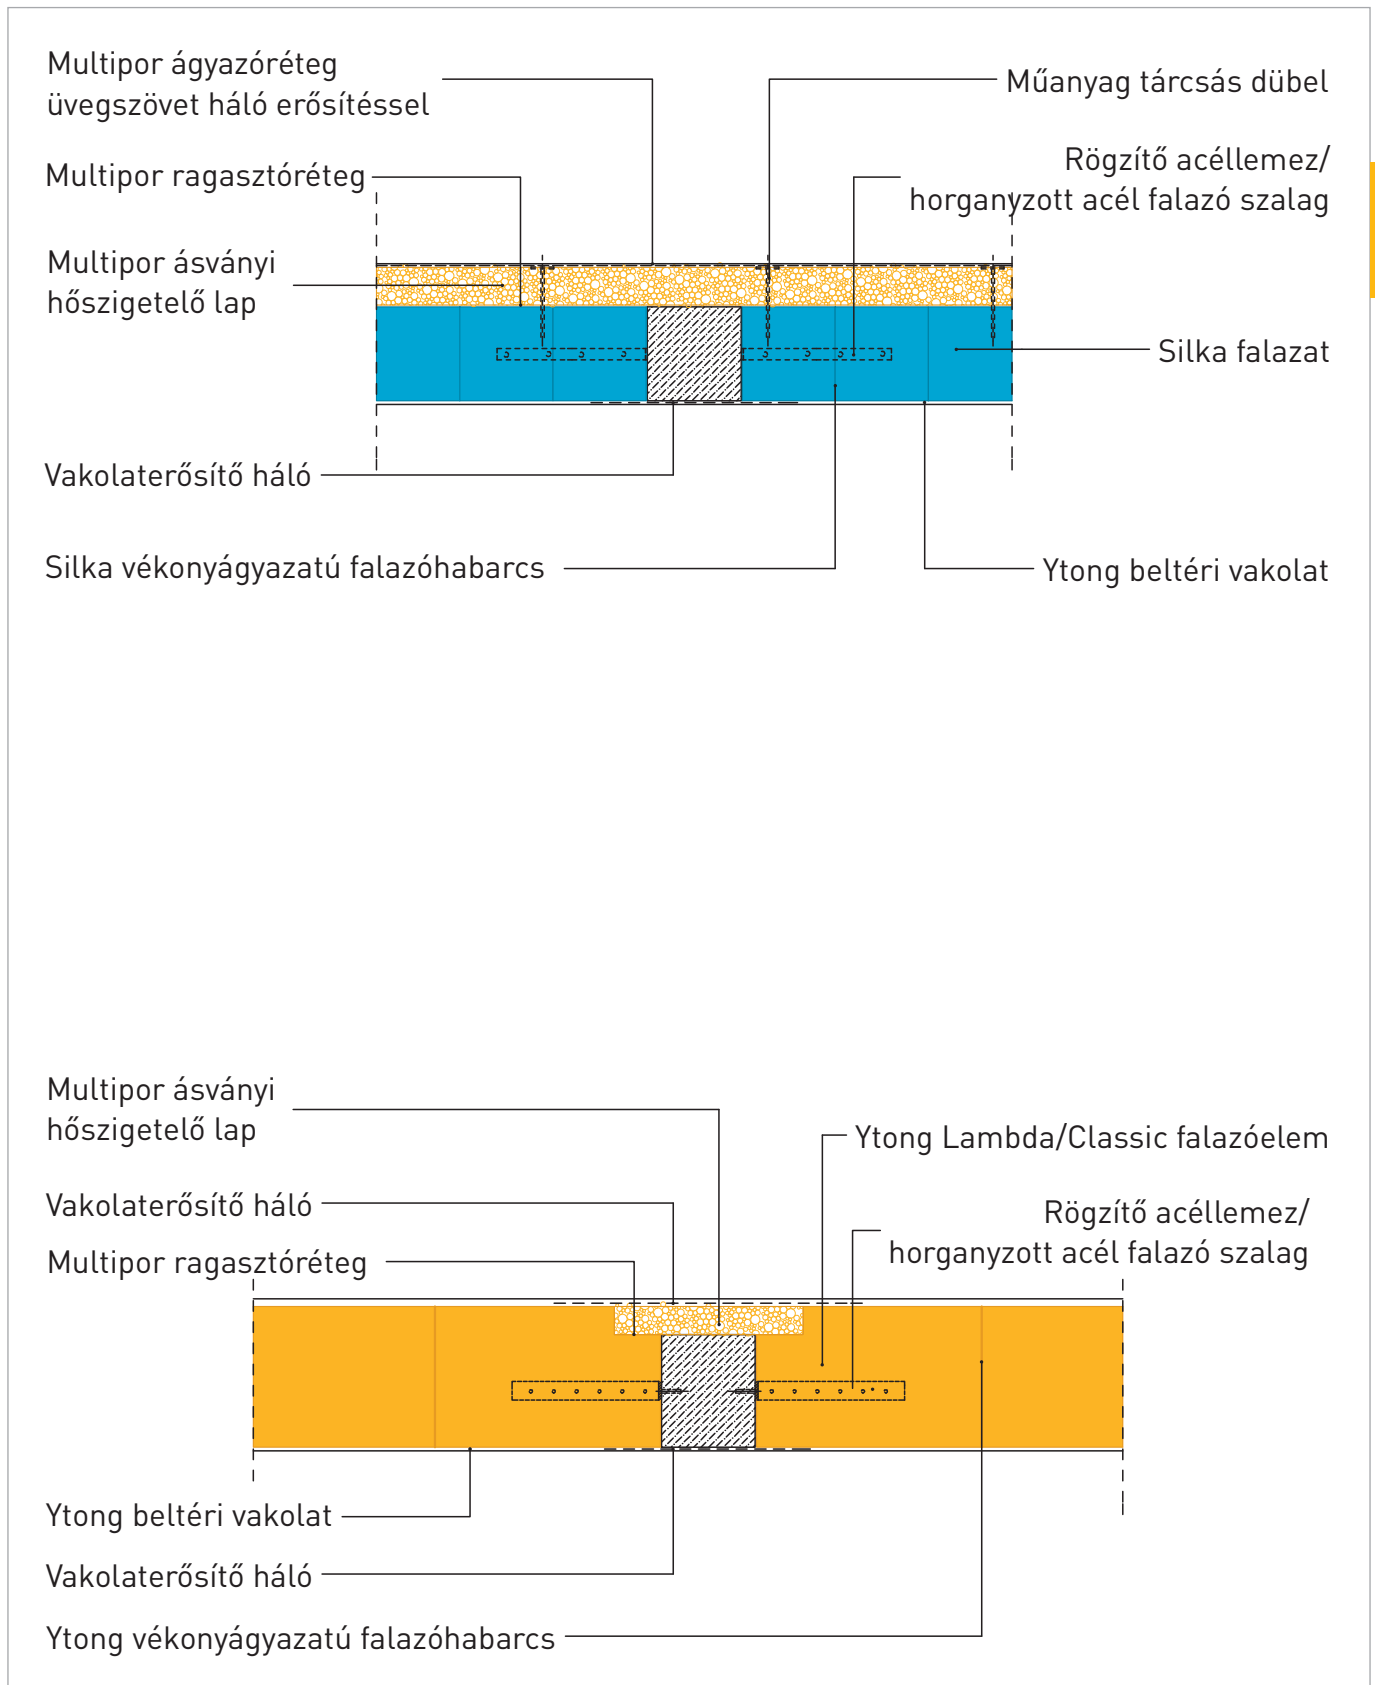 Multipor ágyazóréteg
üvegszövet háló erősítéssel
Műanyag tárcsás dübel
Multipor ragasztóréteg
Rögzítő acéllemez/
horganyzott acél falazó szalag
Multipor ásványi
hőszigetelő lap
Silka falazat
Vakolaterősítő háló
Silka vékonyágyazatú falazóhabarcs
Ytong beltéri vakolat
Multipor ásványi
hőszigetelő lap
Ytong Lambda/Classic falazóelem
Vakolaterősítő háló
Rögzítő acéllemez/
horganyzott acél falazó szalag
Multipor ragasztóréteg
Ytong beltéri vakolat
Vakolaterősítő háló
Ytong vékonyágyazatú falazóhabarcs